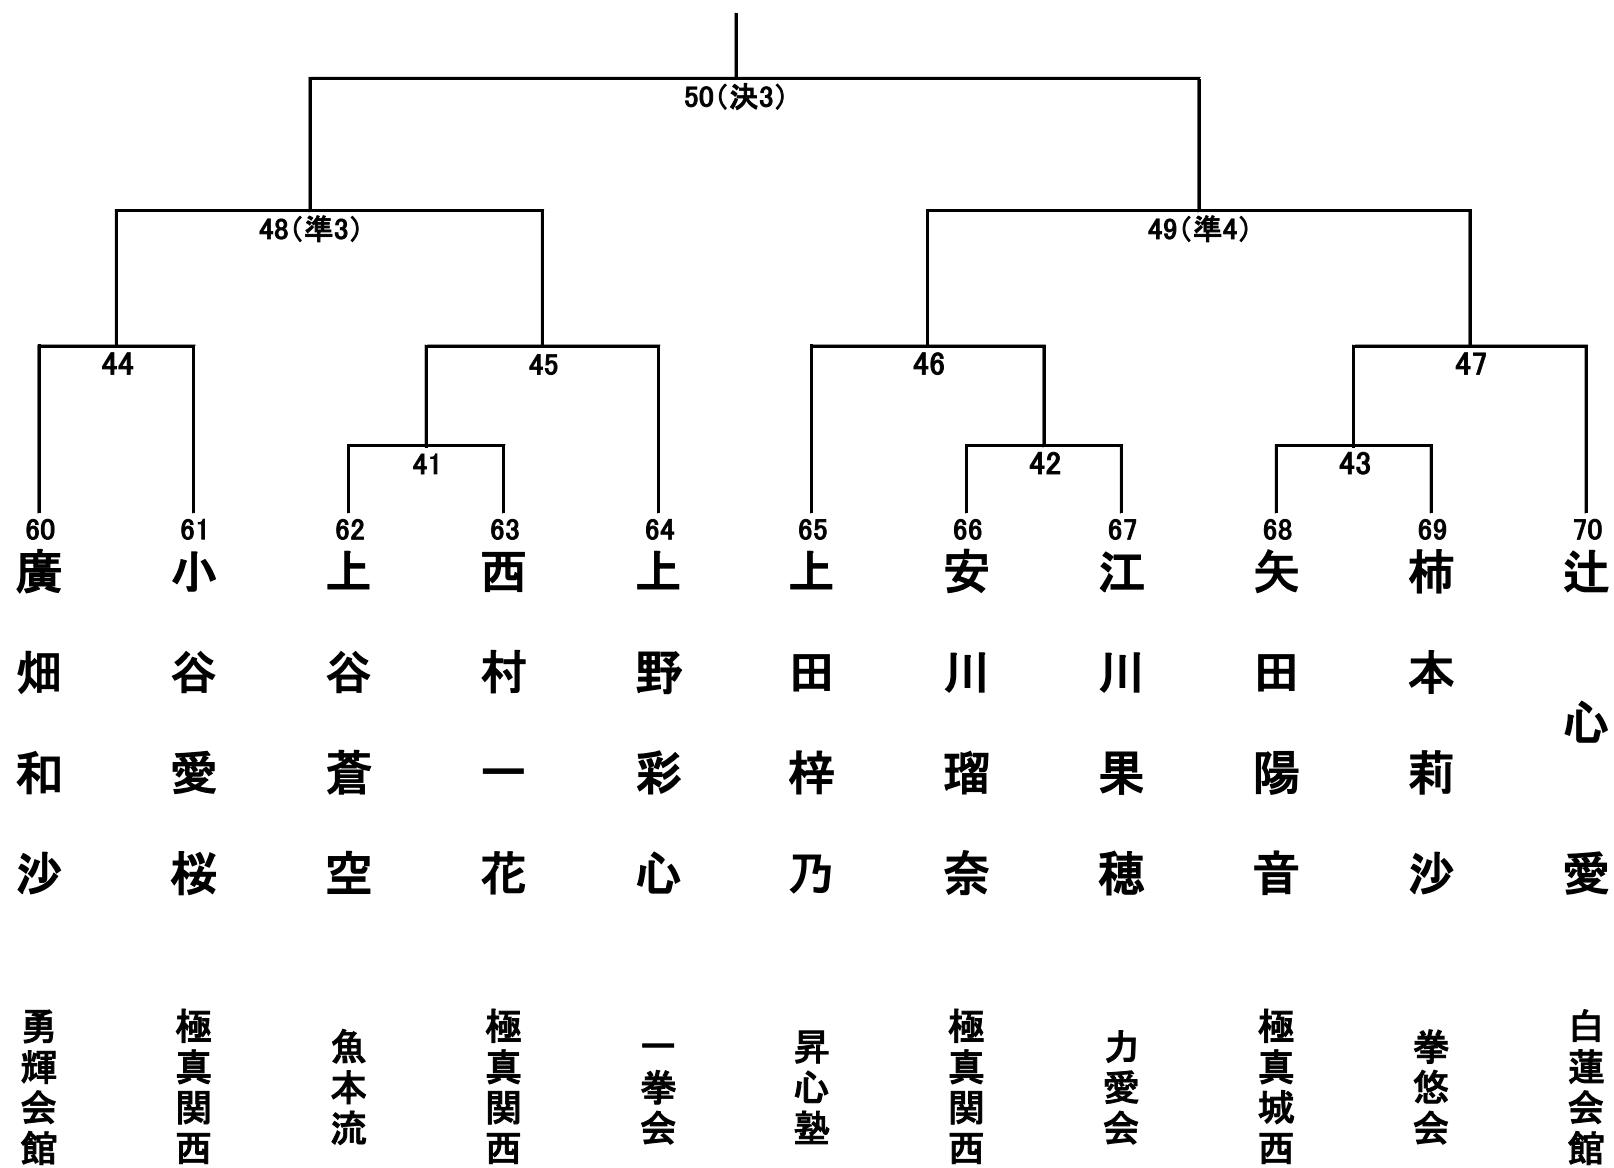 50(決3)
48(準3)
49(準4)
44
45
46
47
41
42
43
60
61
62
63
64
65
66
67
68
69
70
廣畑和沙
小谷愛桜
上谷蒼空
西村一花
上野彩心
上田梓乃
安川瑠奈
江川果穂
矢田陽音
柿本莉沙
辻心愛
勇輝会館
極真関西
魚本流
極真関西
一拳会
昇心塾
極真関西
力愛会
極真城西
拳悠会
白蓮会館